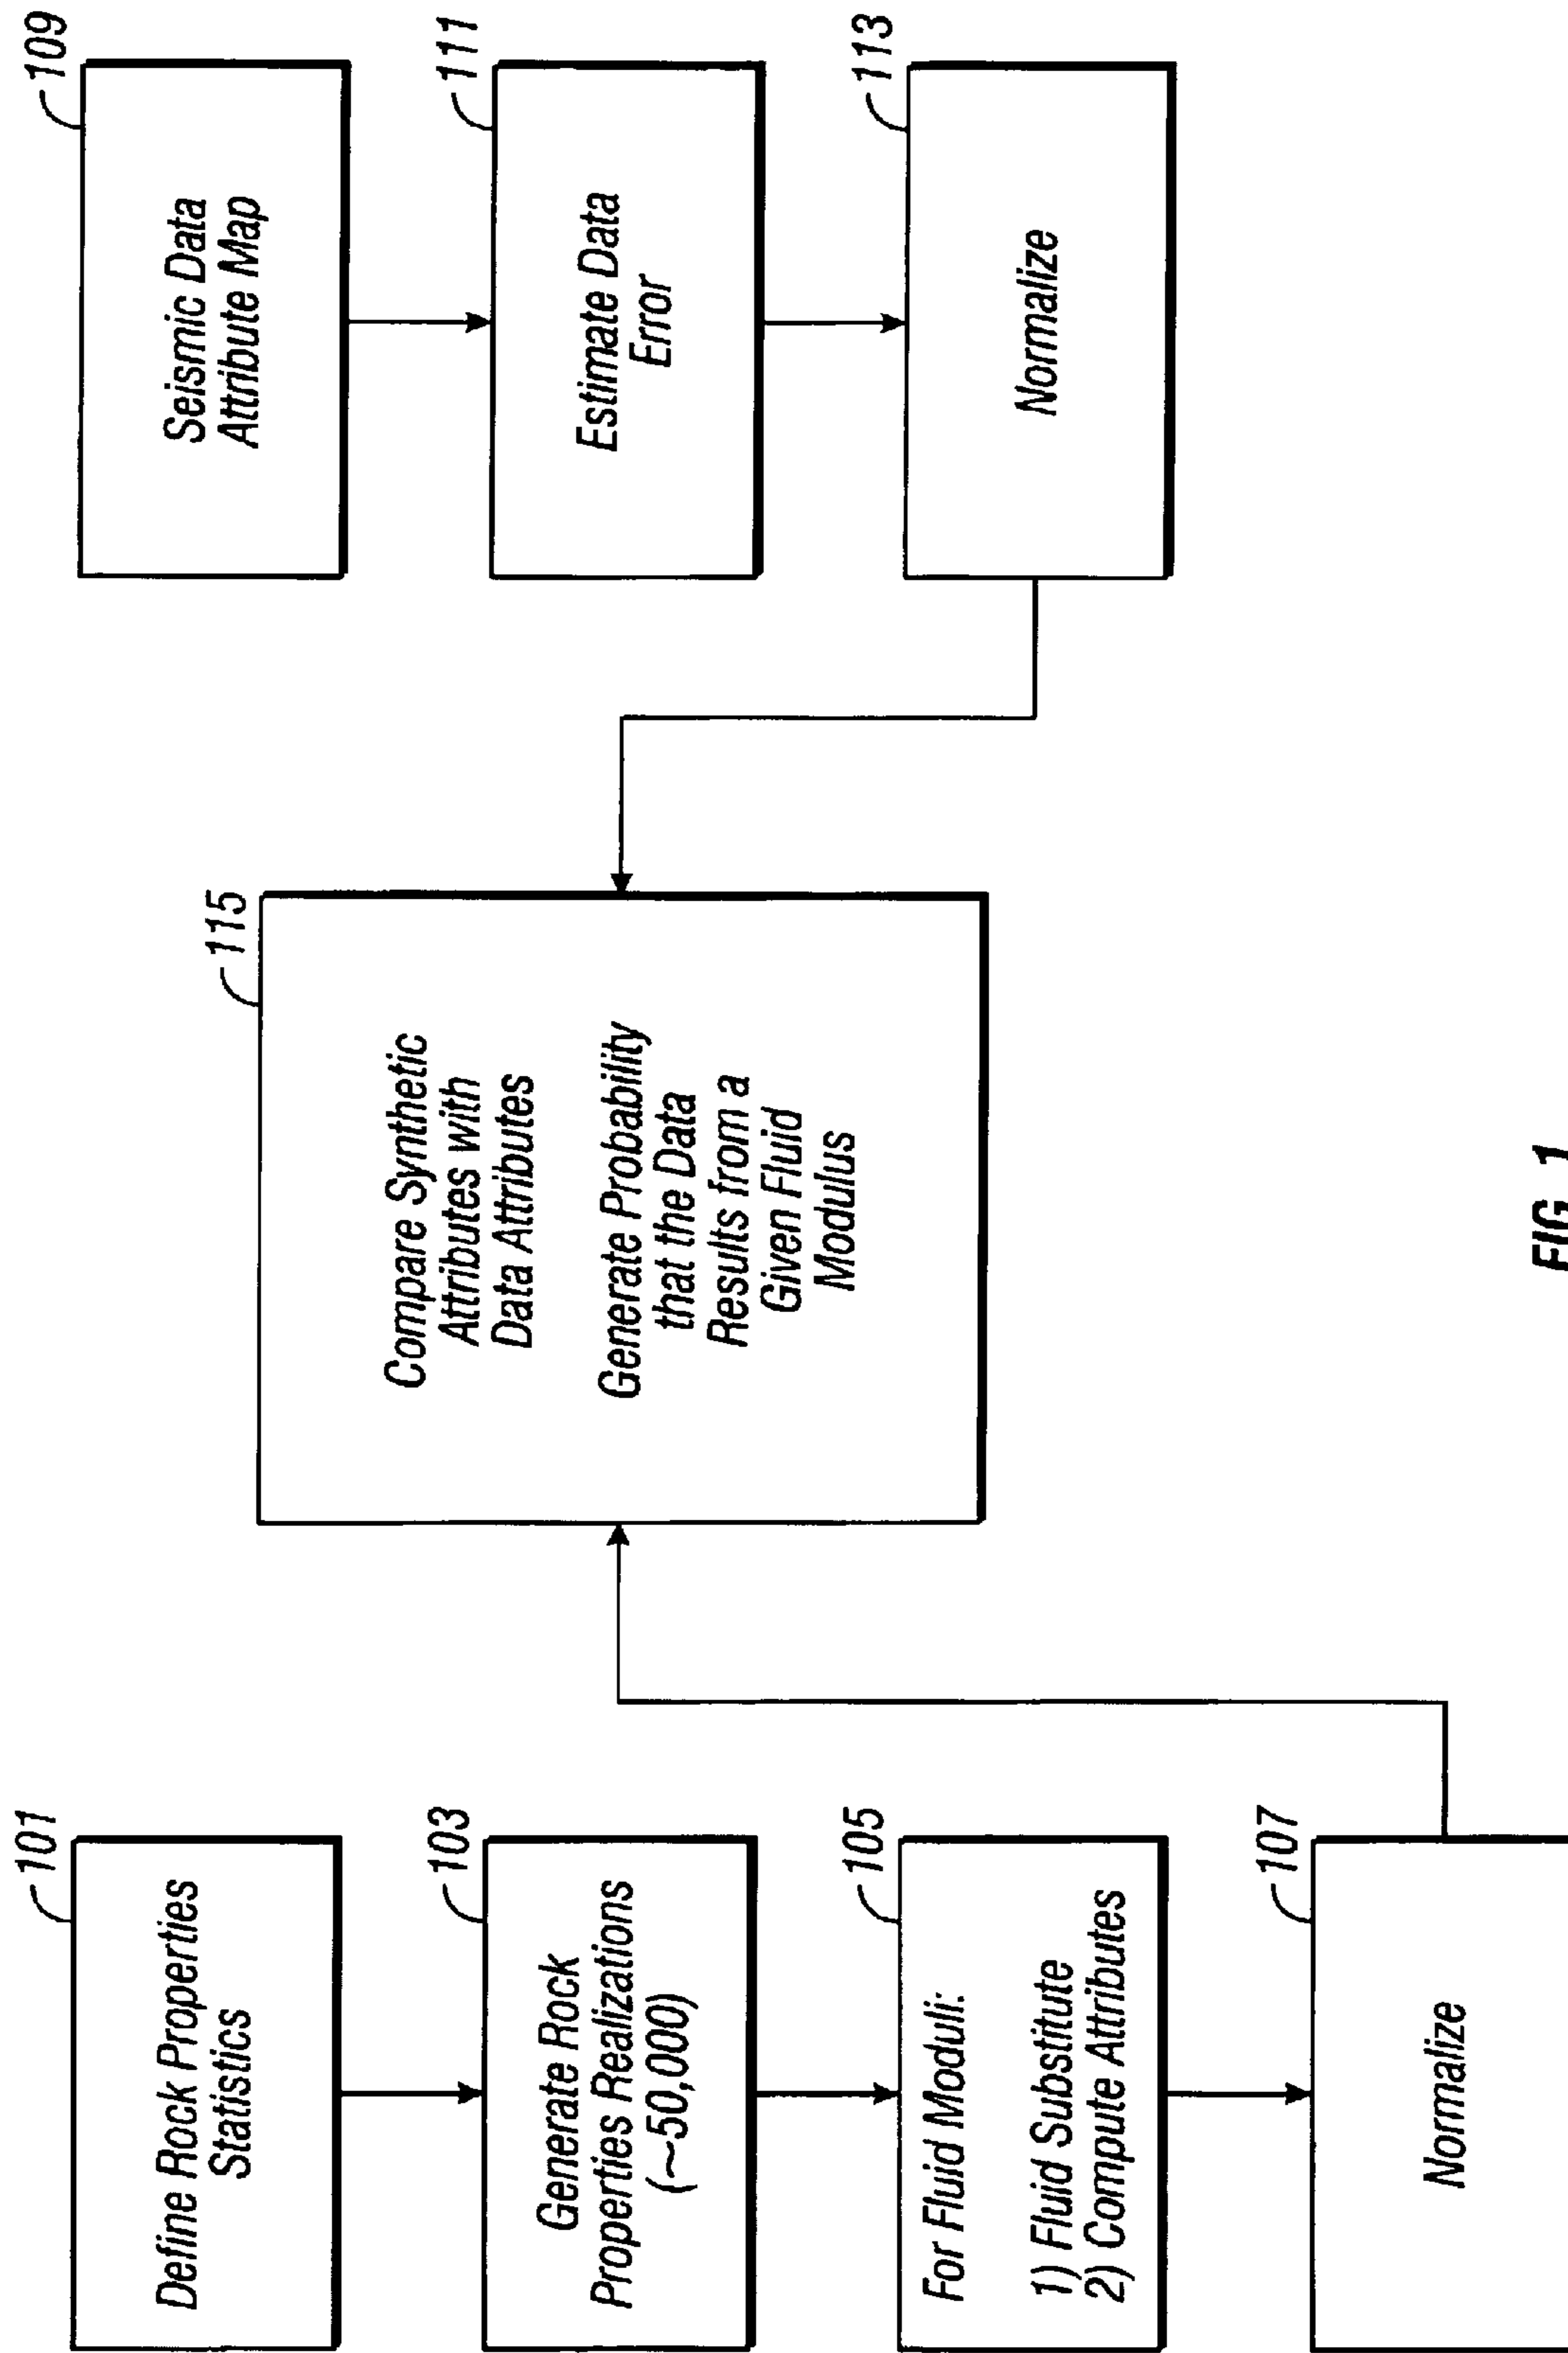 101
Define Rock Properties
Statistics
103
Generate Rock
Properties Realizations
(~50,000)
105
For Fluid Moduli:
1) Fluid Substitute
2) Compute Attributes
107
Normalize
115
Compare Synthetic
Attributes with
Data Attributes
Generate Probability
that the Data
Results from a
Given Fluid
Modulus
109
Seismic Data
Attribute Map
111
Estimate Data
Error
113
Normalize
FIG. 1